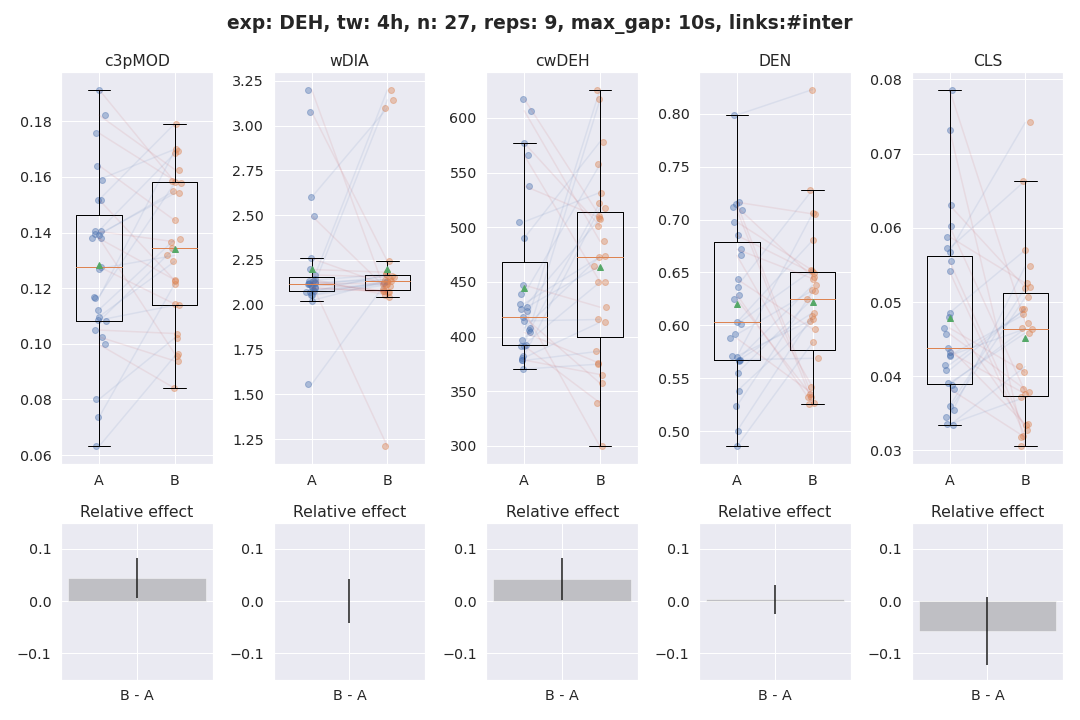 exp: DEH, tw: 4h, n: 27, reps: 9, max_gap: 10s, links:#inter
c3pMOD
wDIA
cwDEH
DEN
CLS
0.18
0.16
0.14
0.12
0.10
0.08
0.06
A
B
3.25
3.00
2.75
2.50
2.25
2.00
1.75
1.50
1.25
A
B
600
550
500
450
400
350
300
A
B
0.80
0.75
0.70
0.65
0.60
0.55
0.50
A
B
0.08
0.07
0.06
0.05
0.04
0.03
A
B
Relative effect
0.1
0.0
−0.1
B - A
Relative effect
0.1
0.0
−0.1
B - A
Relative effect
0.1
0.0
−0.1
B - A
Relative effect
0.1
0.0
−0.1
B - A
Relative effect
0.1
0.0
−0.1
B - A